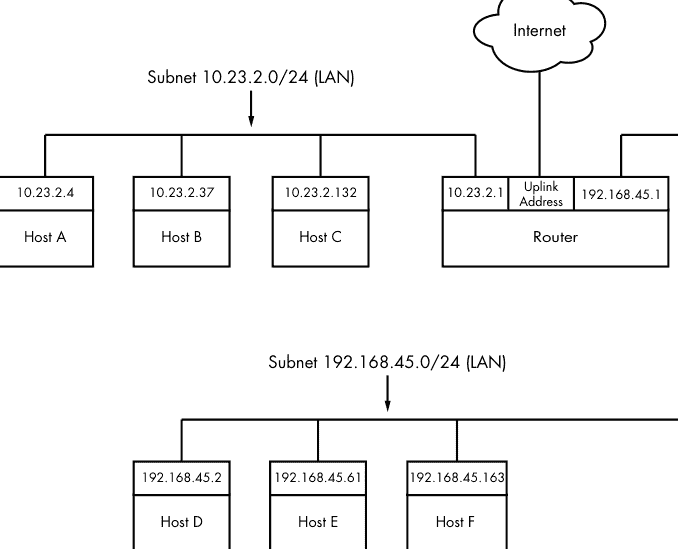 Internet
Subnet 10.23.2.0/24 (LAN)
10.23.2.4
10.23.2.37
10.23.2.132
10.23.2.1
Uplink
Address
192.168.45.1
Host A
Host B
Host C
Router
Subnet 192.168.45.0/24 (LAN)
192.168.45.2
192.168.45.61
192.168.45.163
Host D
Host E
Host F